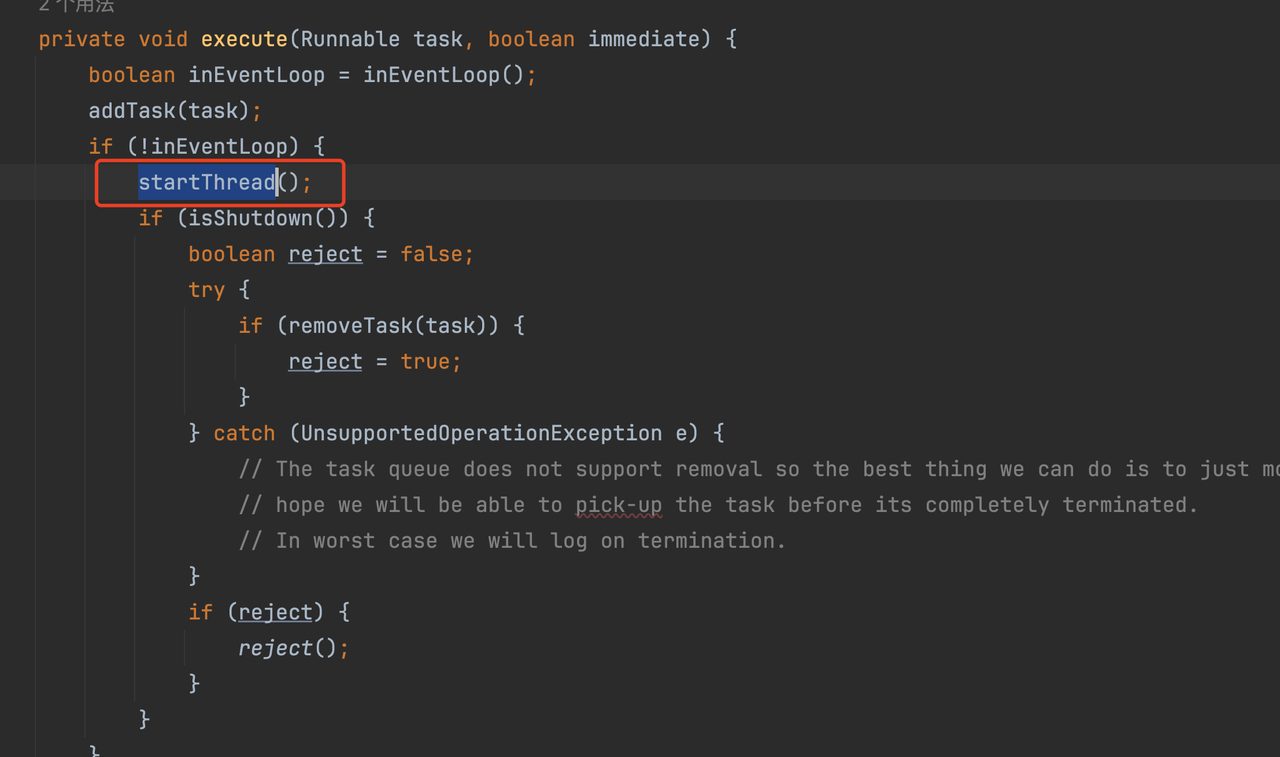 2 个用法
private void execute(Runnable task, boolean immediate) {
boolean inEventLoop = inEventLoop();
addTask(task);
if (!inEventLoop) {
startThread();
if (isShutdown()) {
boolean reject = false;
try {
if (removeTask(task)) {
reject = true;
}
} catch (UnsupportedOperationException e) {
// The task queue does not support removal so the best thing we can do is to just
// hope we will be able to pick-up the task before its completely terminated.
// In worst case we will log on termination.
}
if (reject) {
reject();
}
}
}